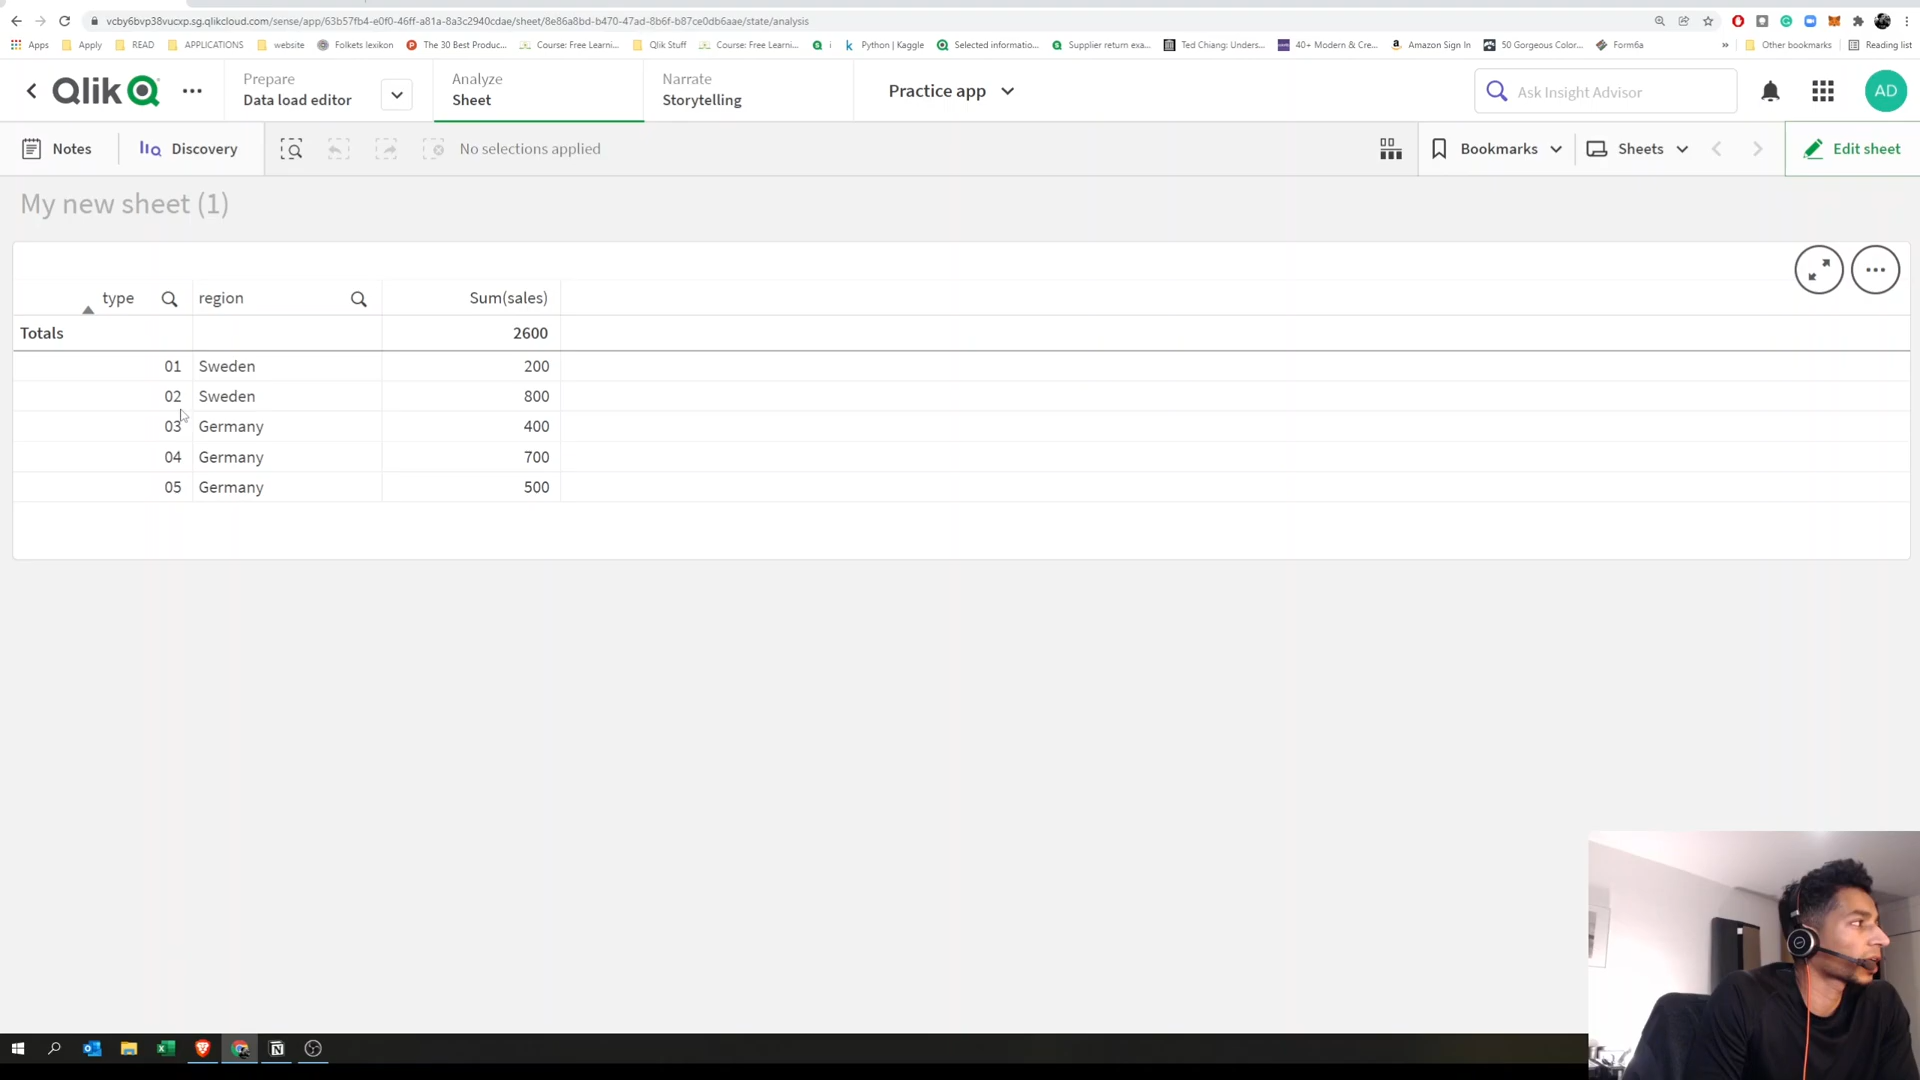 vcby6bvp38vucxp.sg.qlikcloud.com/sense/app/63b57fb4-e0f0-46ff-a81a-8a3c2940cdae/sheet/8e86a8bd-b470-47ad-8b6f-b87ce0db6aae/state/analysis
Apps Apply READ APPLICATIONS website Folkets lexikon The 30 Best Produc... Course: Free Learni... Qlik Stuff Course: Free Learni... i Python | Kaggle Selected informatio... Supplier return exa... Ted Chiang: Unders... 40+ Modern & Cre... Amazon Sign In 50 Gorgeous Color... Form6a » Other bookmarks Reading list
Qlik ... Prepare Analyze Narrate
Data load editor Sheet Storytelling Practice app Ask Insight Advisor AD
Notes Discovery No selections applied Bookmarks Sheets Edit sheet
My new sheet (1)
type region Sum(sales)
Totals 2600
01 Sweden 200
02 Sweden 800
03 Germany 400
04 Germany 700
05 Germany 500